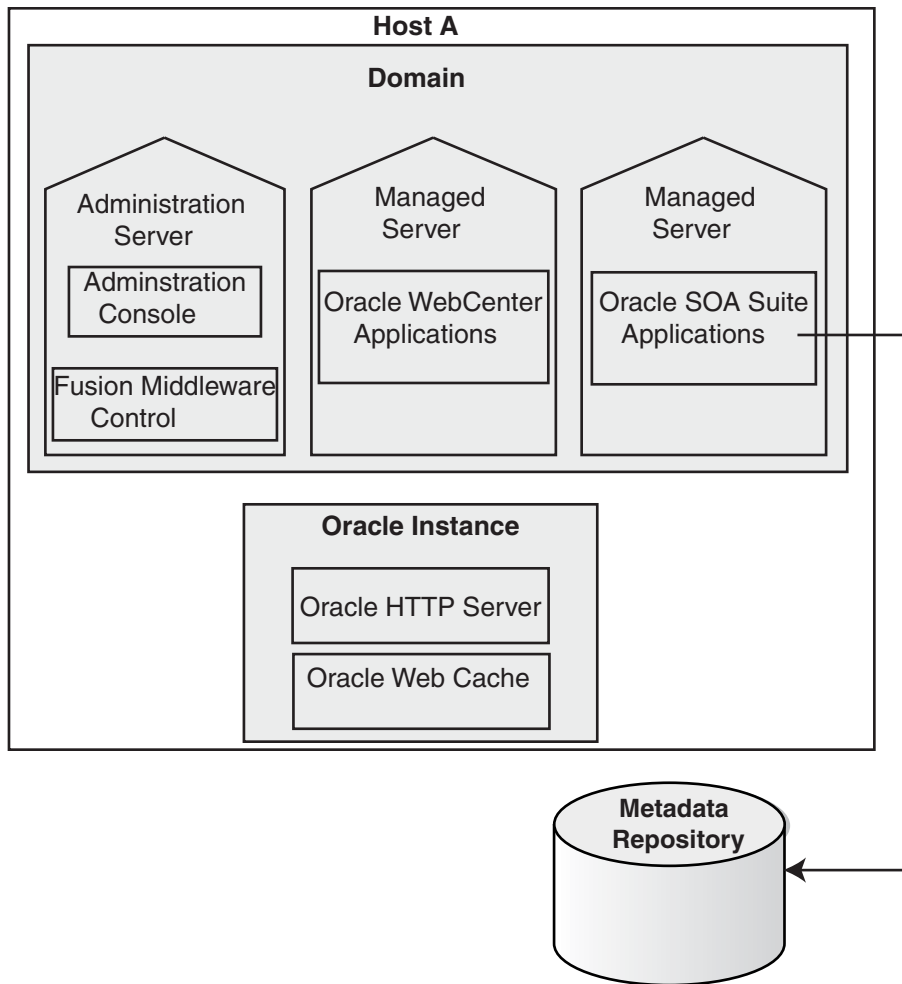 Host A
Domain
Administration
Server
Adminstration
Console
Fusion Middleware
Control
Managed
Server
Oracle WebCenter
Applications
Managed
Server
Oracle SOA Suite
Applications
Oracle Instance
Oracle HTTP Server
Oracle Web Cache
Metadata
Repository